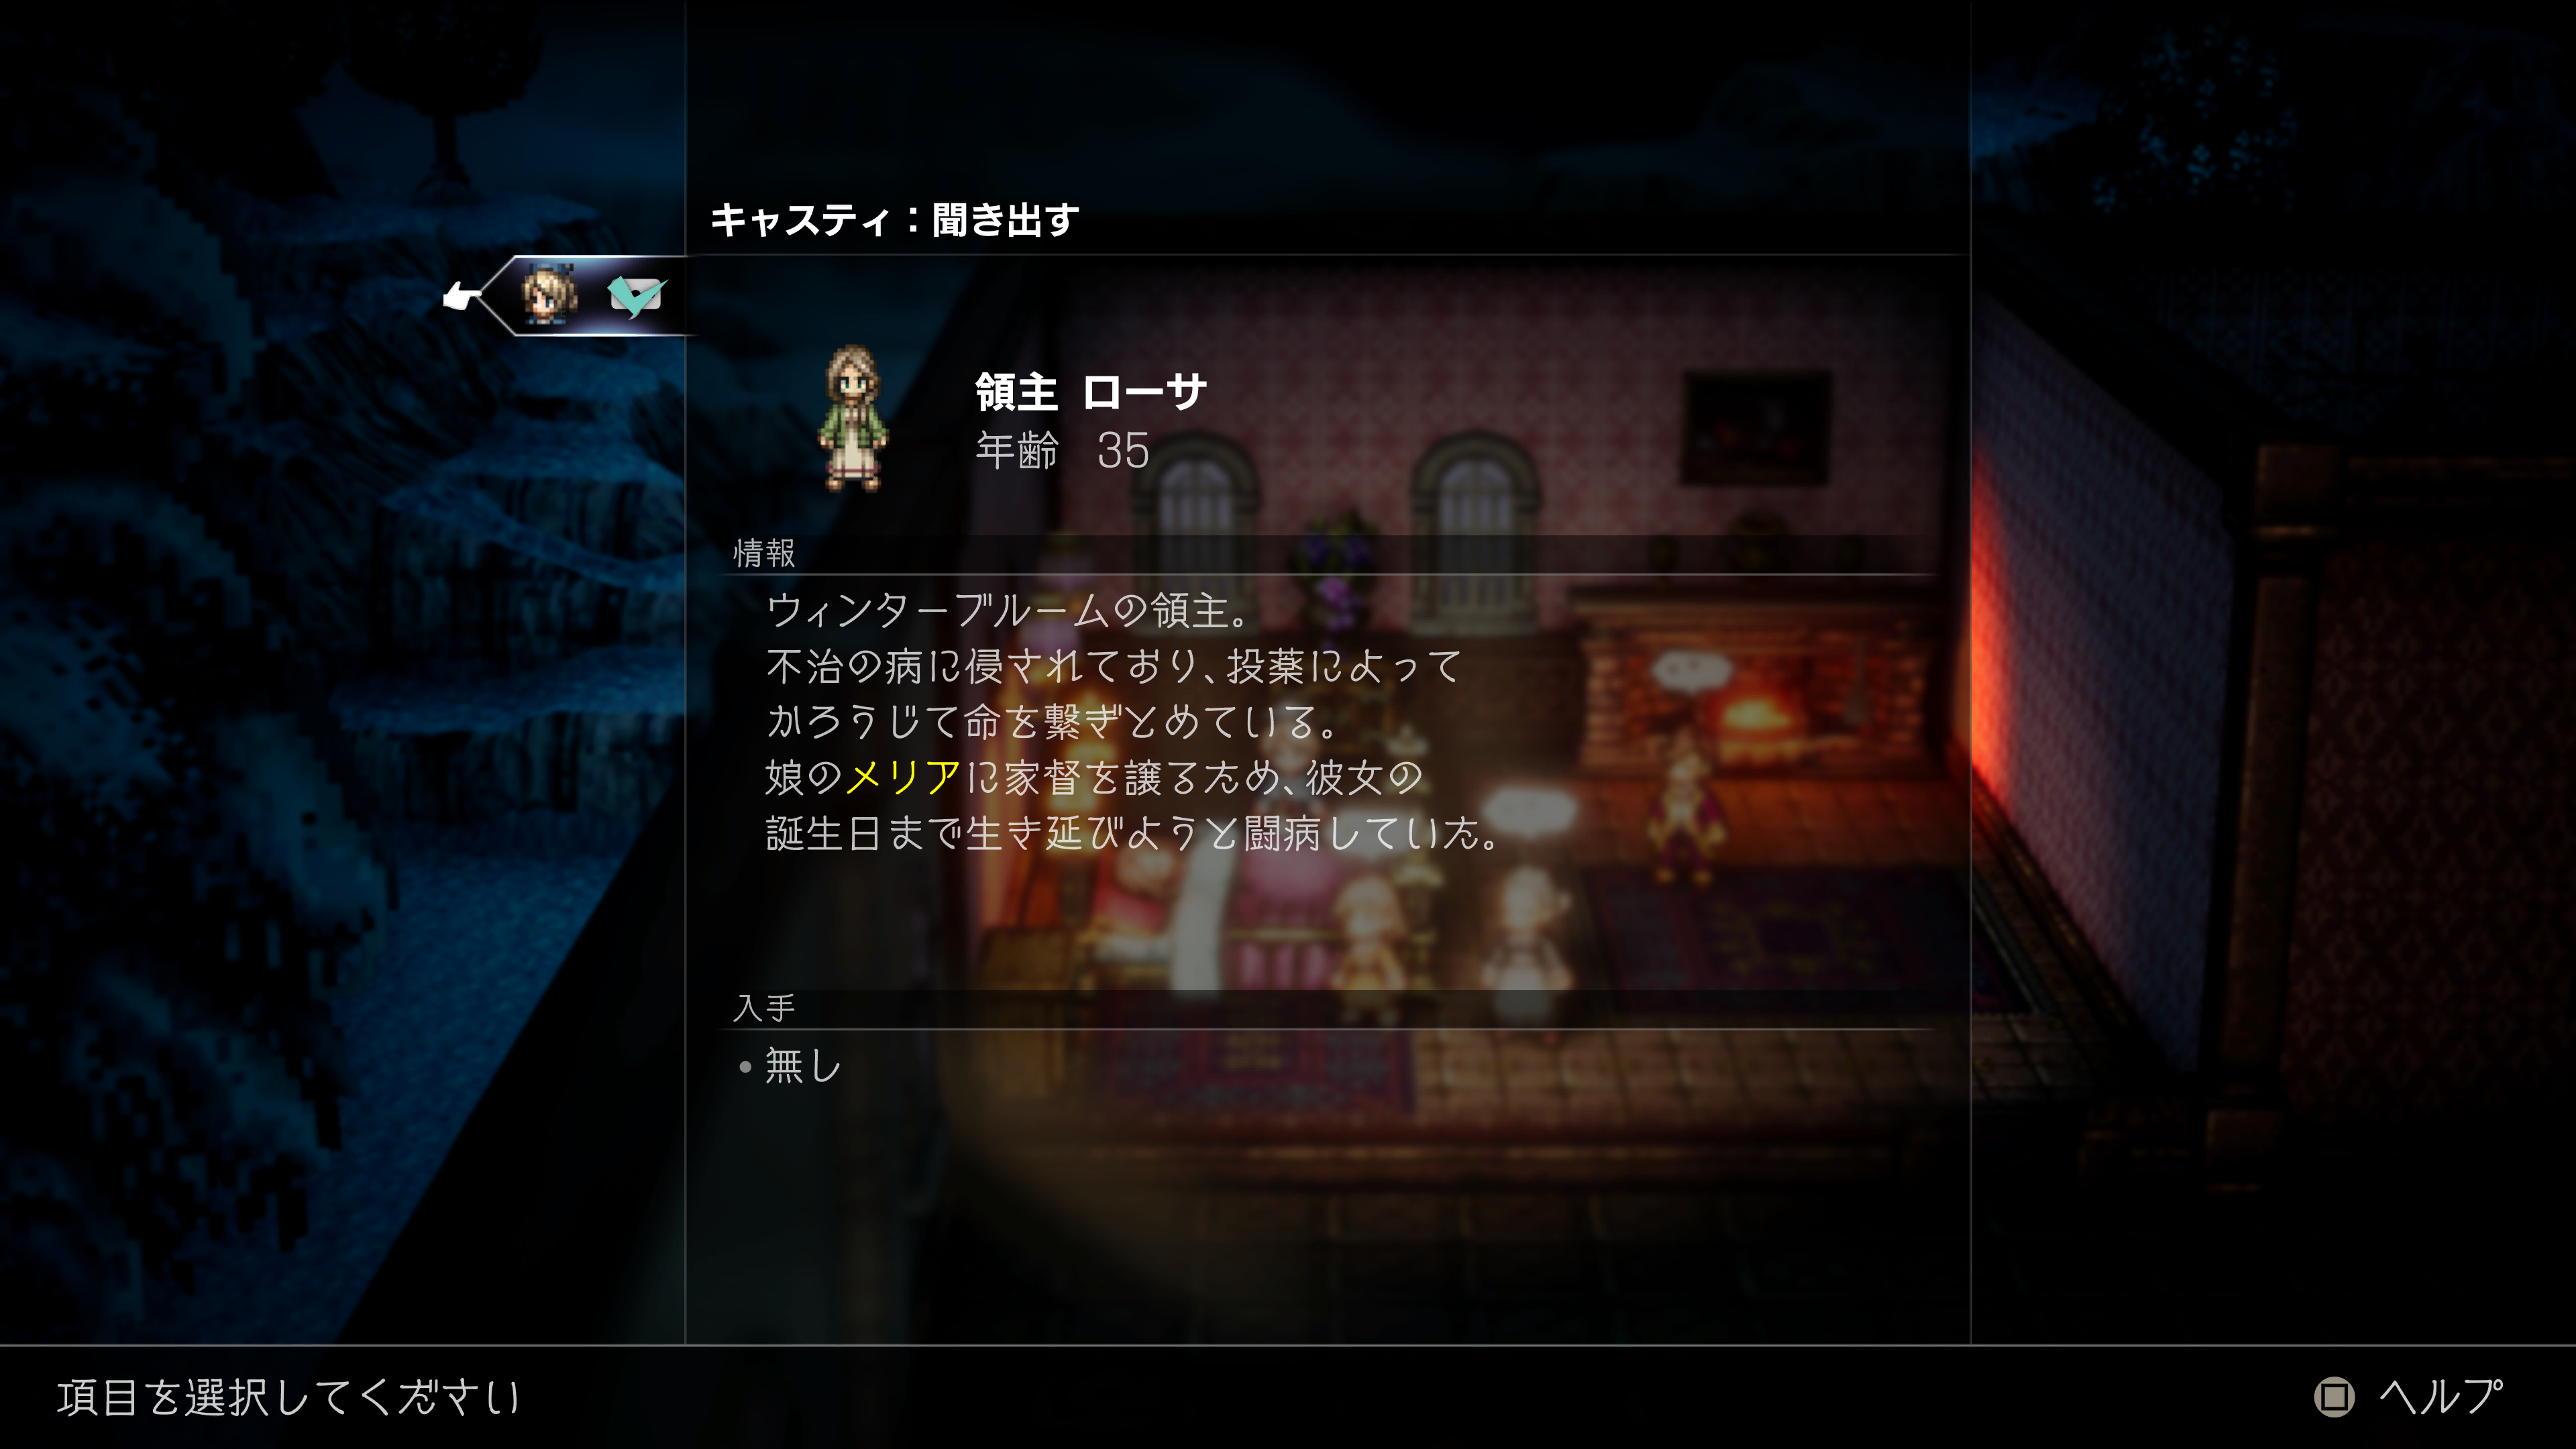 キャスティ：聞き出す
領主 ローサ
年齢 35
情報
ウィンターブルームの領主。
不治の病に侵されており、投薬によって
かろうじて命を繋ぎとめている。
娘のメリアに家督を譲るため、彼女の
誕生日まで生き延びようと闘病していた。
入手
•無し
項目を選択してください
ヘルプ